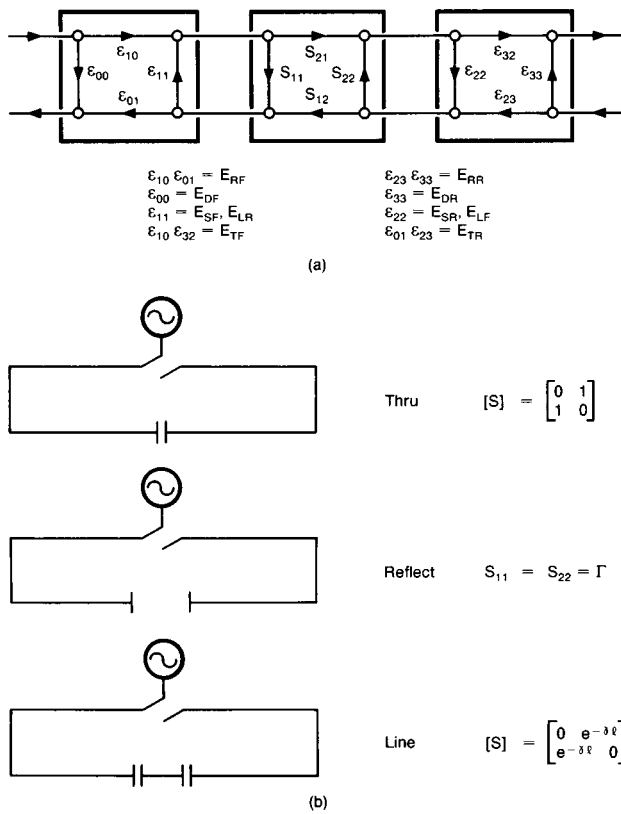 ε10 S21 ε32
ε00 ε11 S11 S22 ε22 ε33
ε01 S12 ε23
ε10 ε01 = ERF ε23 ε33 = ERR
ε00 = EDF ε33 = EDR
ε11 = ESF, ELR ε22 = ESR, ELF
ε10 ε32 = ETF ε01 ε23 = ETR
(a)
Thru [S] = [0 1
1 0]
Reflect S11 = S22 = Γ
Line [S] = [0 e^−γℓ
e^−γℓ 0]
(b)